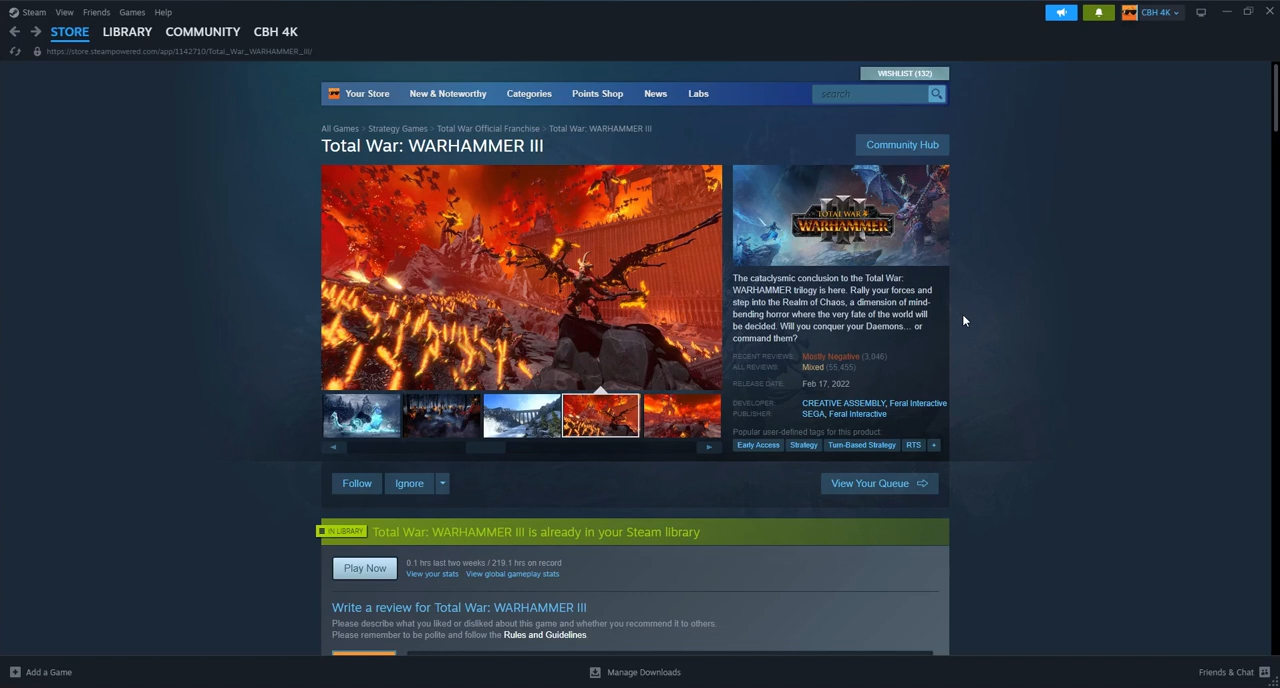 Steam View Friends Games Help
CBH 4K
STORE LIBRARY COMMUNITY CBH 4K
https://store.steampowered.com/app/1142710/Total_War_WARHAMMER_III/
WISHLIST (132)
Your Store New & Noteworthy Categories Points Shop News Labs
search
All Games > Strategy Games > Total War Official Franchise > Total War: WARHAMMER III
Total War: WARHAMMER III
Community Hub
TOTAL WAR
WARHAMMER
III
The cataclysmic conclusion to the Total War:
WARHAMMER trilogy is here. Rally your forces and
step into the Realm of Chaos, a dimension of mind-
bending horror where the very fate of the world will
be decided. Will you conquer your Daemons… or
command them?
RECENT REVIEWS: Mostly Negative (3,046)
ALL REVIEWS: Mixed (55,455)
RELEASE DATE: Feb 17, 2022
DEVELOPER: CREATIVE ASSEMBLY, Feral Interactive
PUBLISHER: SEGA, Feral Interactive
Popular user-defined tags for this product:
Early Access Strategy Turn-Based Strategy RTS +
Follow Ignore
View Your Queue
IN LIBRARY Total War: WARHAMMER III is already in your Steam library
Play Now
0.1 hrs last two weeks / 219.1 hrs on record
View your stats View global gameplay stats
Write a review for Total War: WARHAMMER III
Please describe what you liked or disliked about this game and whether you recommend it to others.
Please remember to be polite and follow the Rules and Guidelines.
Add a Game Manage Downloads Friends & Chat